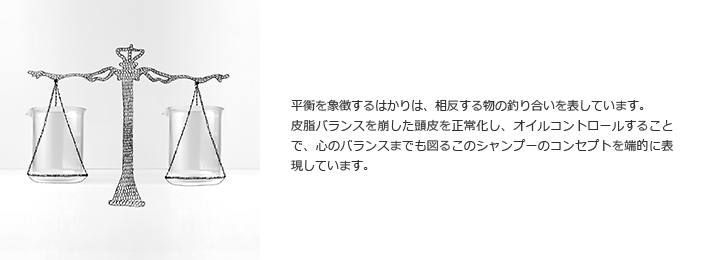 平衡を象徴するはかりは、相反する物の釣り合いを表しています。
皮脂バランスを崩した頭皮を正常化し、オイルコントロールすること
で、心のバランスまでも図るこのシャンプーのコンセプトを端的に表
現しています。